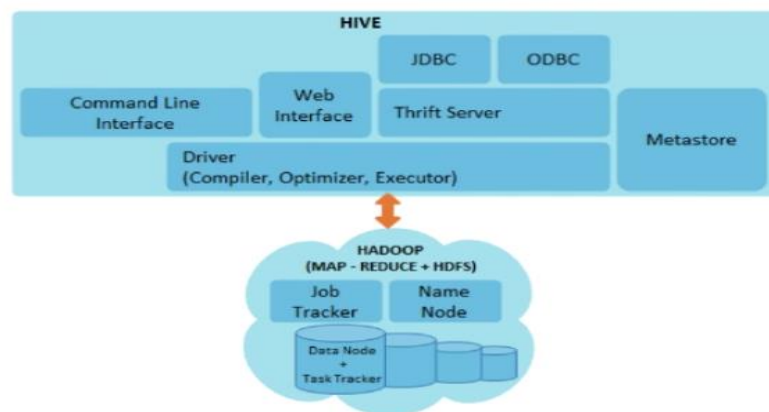 HIVE
JDBC
ODBC
Command Line
Interface
Web
Interface
Thrift Server
Metastore
Driver
(Compiler, Optimizer, Executor)
HADOOP
(MAP - REDUCE + HDFS)
Job
Tracker
Name
Node
Data Node
+
Task Tracker